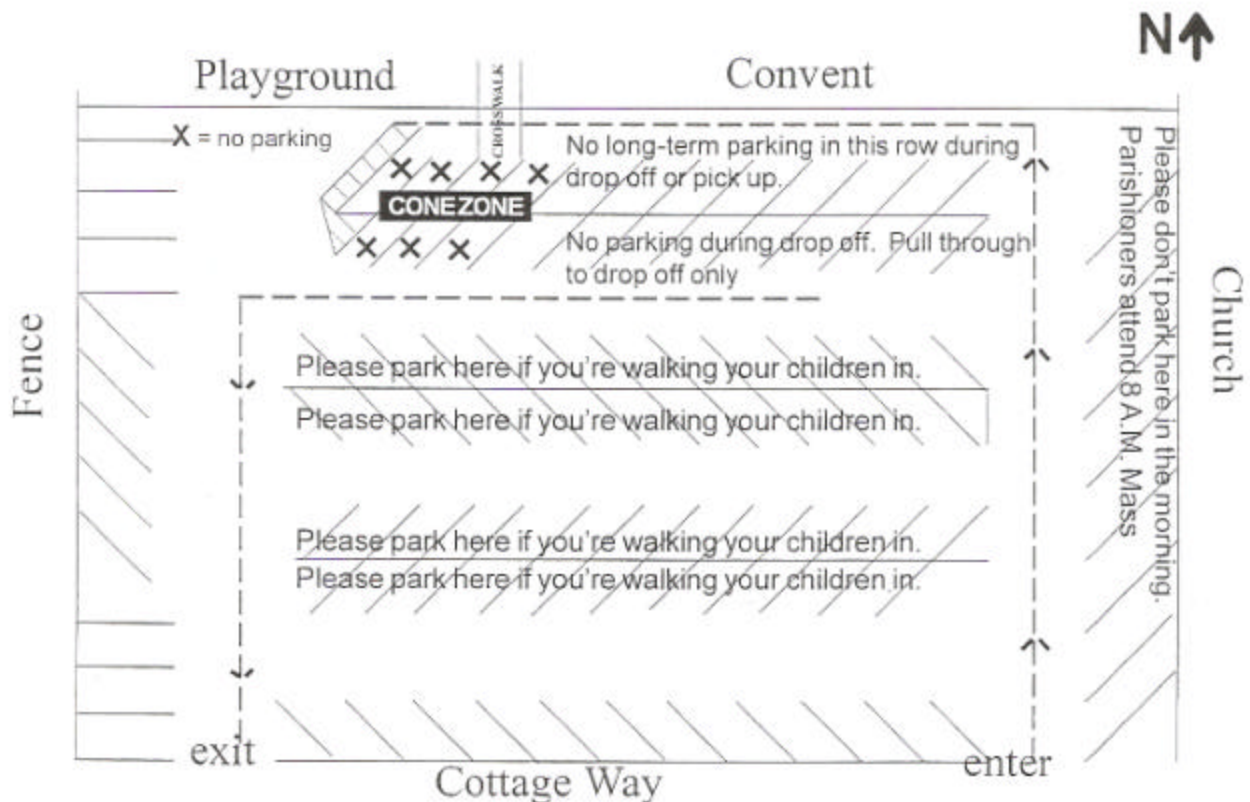 N
Playground
Convent
CROSSWALK
X = no parking
No long-term parking in this row during
drop off or pick up.
X X X X
CONE ZONE
X X X
No parking during drop off. Pull through
to drop off only
Please don't park here in the morning.
Parishioners attend 8 A.M. Mass
Church
Fence
Please park here if you're walking your children in.
Please park here if you're walking your children in.
Please park here if you're walking your children in.
Please park here if you're walking your children in.
exit
enter
Cottage Way